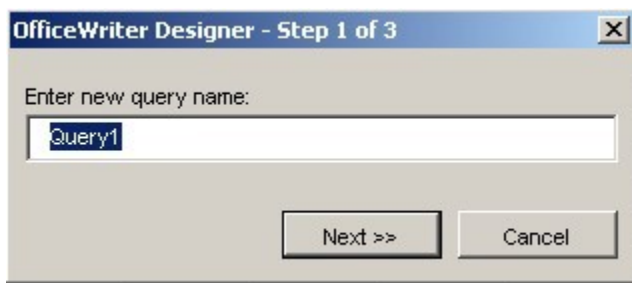 OfficeWriter Designer - Step 1 of 3
Enter new query name:
Query1
Next >>
Cancel